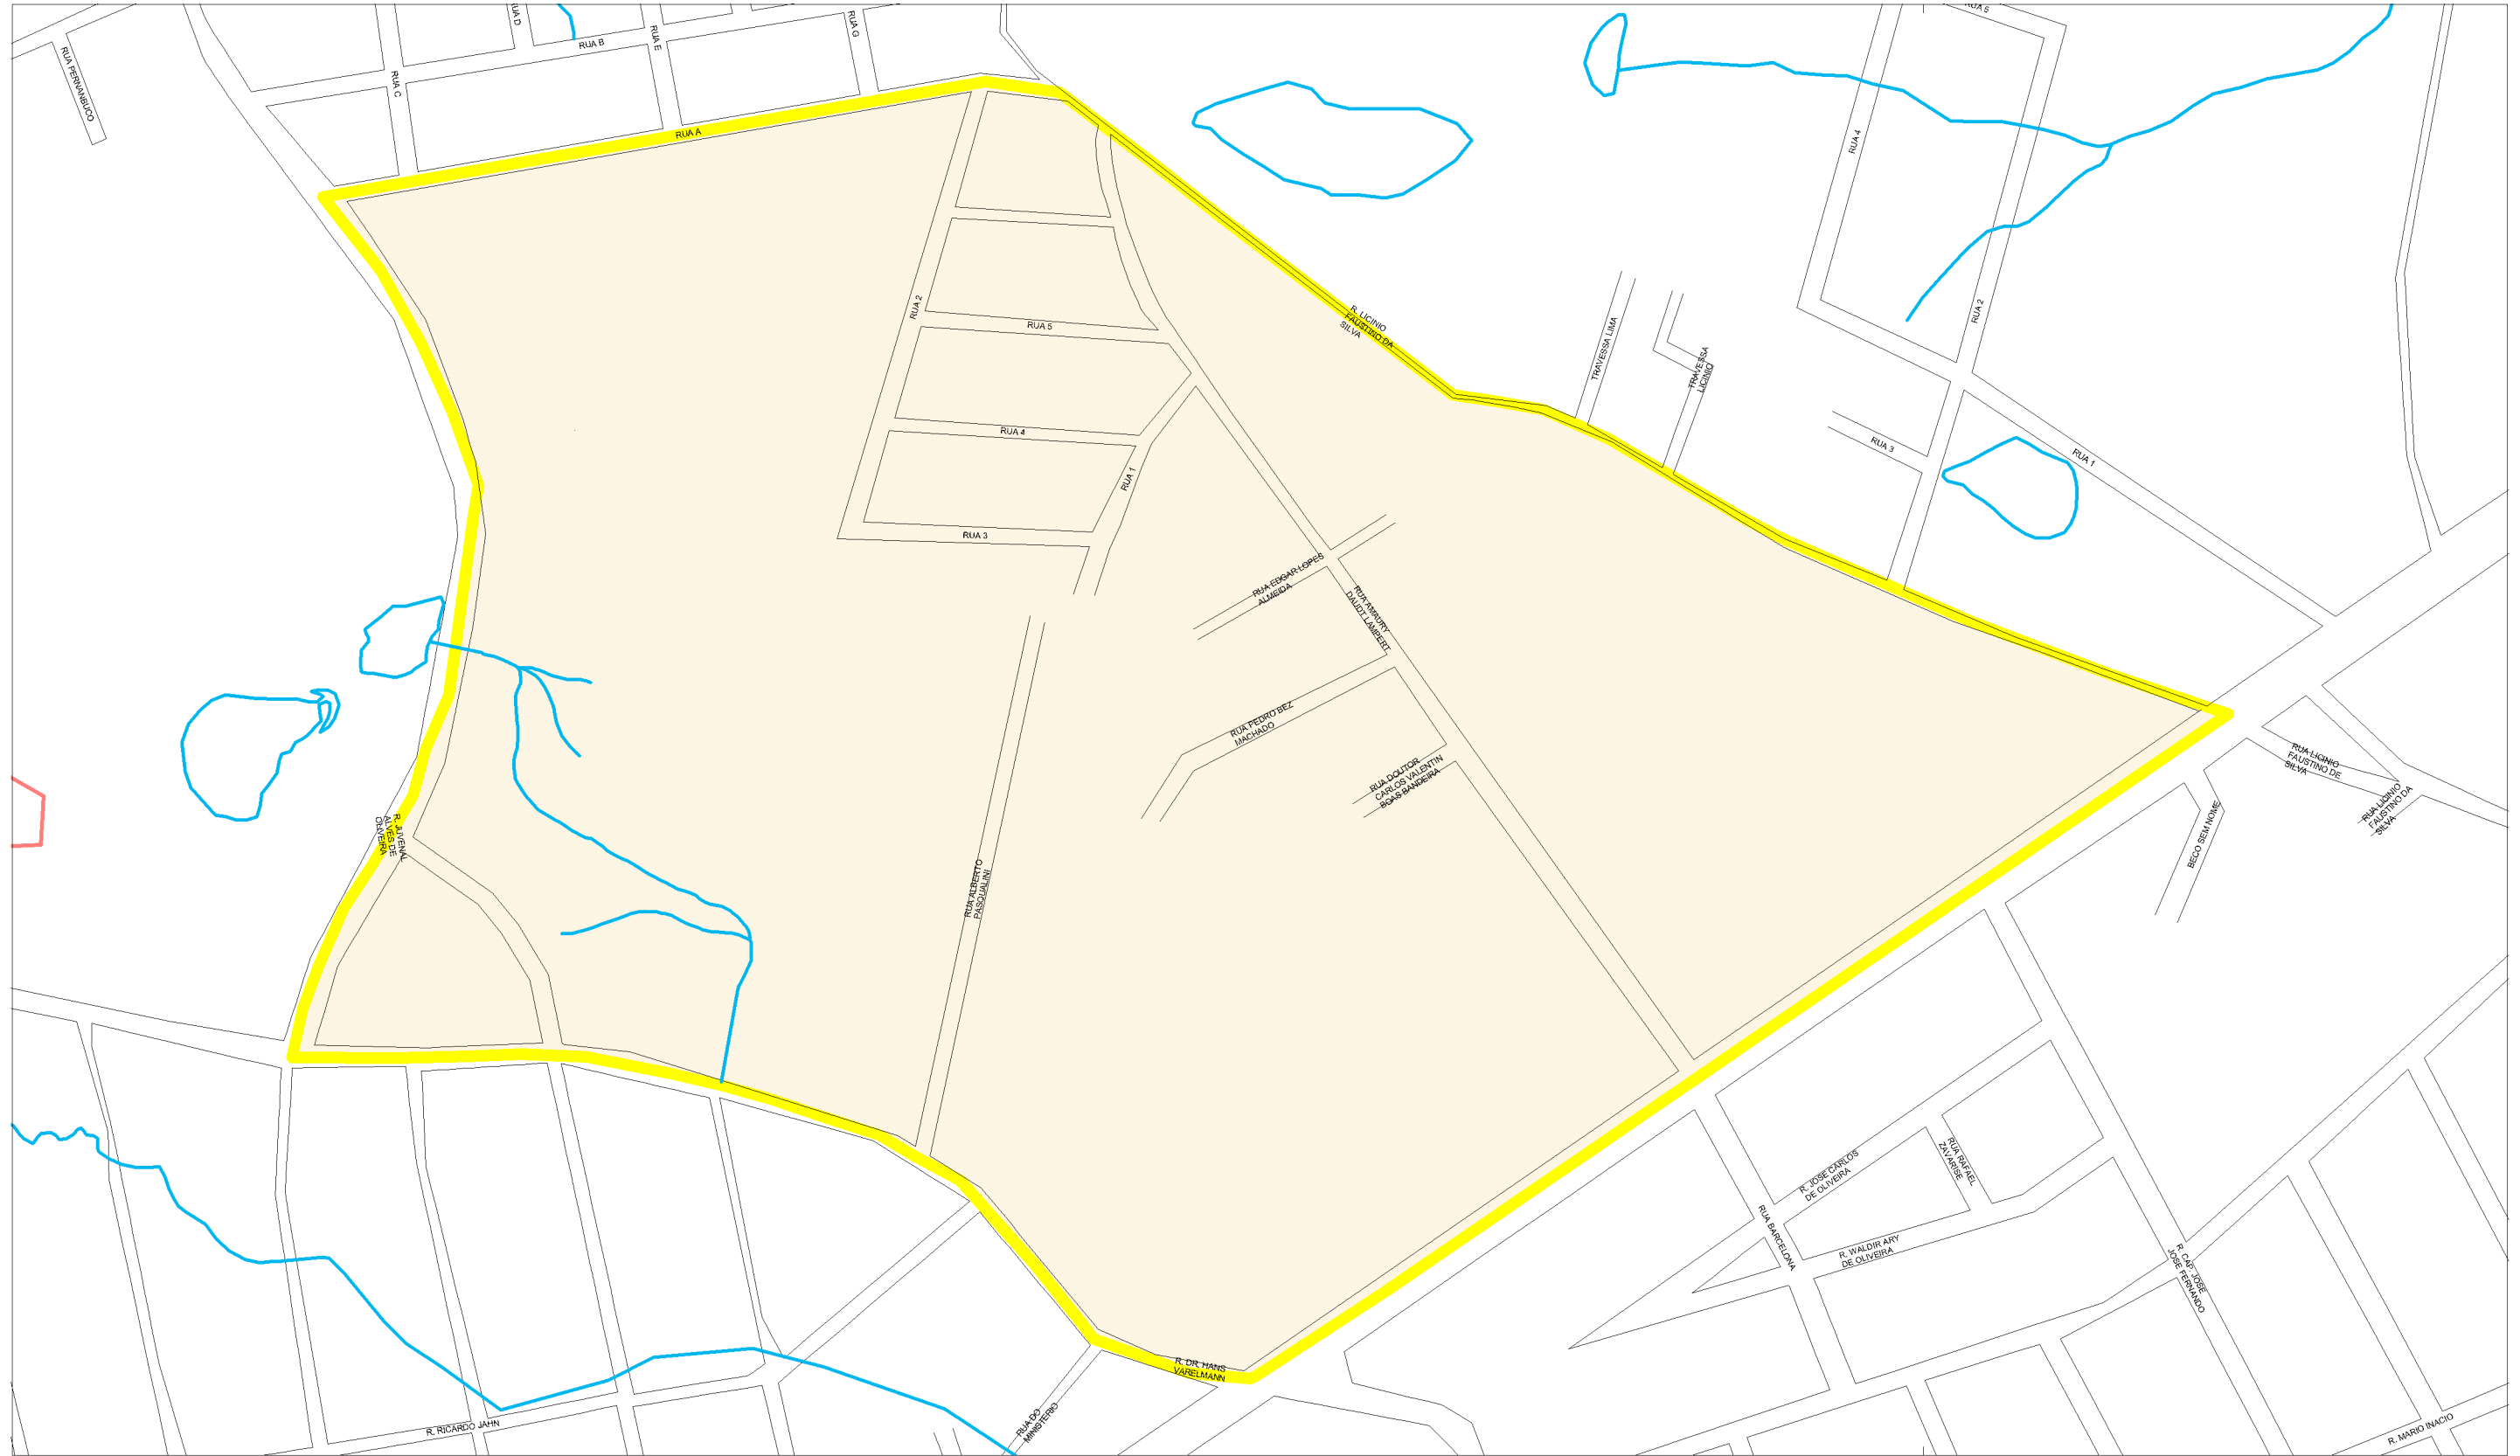 RUA D
RUA G
RUA 5
RUA E
RUA B
RUA PERNANBUCO
RUA C
RUA A
RUA 4
RUA 2
R. LICINIO
FAUSTINO DA
SILVA
RUA 5
RUA 2
TRAVESSA LIMA
TRAVESSA
LICINIO
RUA 4
RUA 3
RUA 1
RUA 1
RUA 3
RUA EDGAR LOPES
ALMEIDA
RUA AMAURY
DAUDT LAMPERT
RUA PEDRO BEZ
MACHADO
RUA DOUTOR
CARLOS VALENTIN
BOAS BANDEIRA
RUA LICINIO
FAUSTINO DE
SILVA
RUA LICINIO
FAUSTINO DA
SILVA
BECO SEM NOME
R. JUVENAL
ALVES DE
OLIVEIRA
RUA ALBERTO
PASQUALINI
R. JOSE CARLOS
DE OLIVEIRA
RUA RAFAEL
ZAVARISE
RUA BARCELONA
R. WALDIR ARY
DE OLIVEIRA
R. CAP. JOSE
JOSE FERNANDO
R. DR. HANS
VARELMANN
RUA DO
MINISTERIO
R. RICARDO JAHN
R. MARIO INACIO